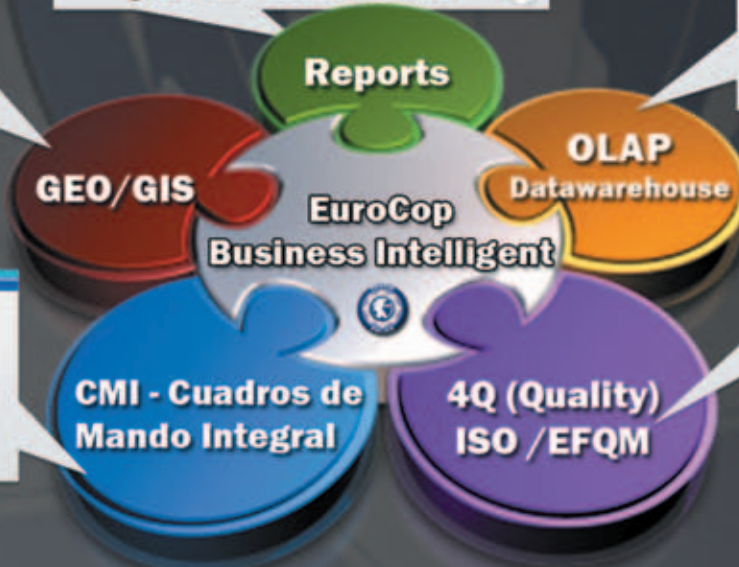 Reports
GEO/GIS
OLAP
Datawarehouse
EuroCop
Business Intelligent
CMI - Cuadros de
Mando Integral
4Q (Quality)
ISO /EFQM